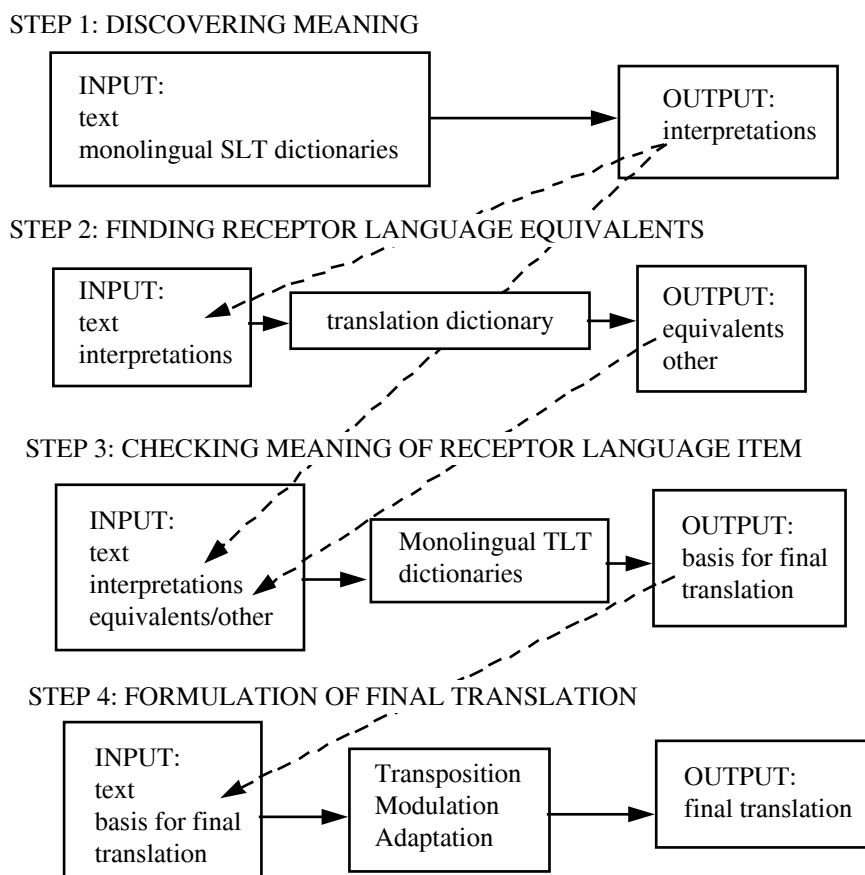 STEP 1: DISCOVERING MEANING
INPUT:
text
monolingual SLT dictionaries
OUTPUT:
interpretations
STEP 2: FINDING RECEPTOR LANGUAGE EQUIVALENTS
INPUT:
text
interpretations
translation dictionary
OUTPUT:
equivalents
other
STEP 3: CHECKING MEANING OF RECEPTOR LANGUAGE ITEM
INPUT:
text
interpretations
equivalents/other
Monolingual TLT
dictionaries
OUTPUT:
basis for final
translation
STEP 4: FORMULATION OF FINAL TRANSLATION
INPUT:
text
basis for final
translation
Transposition
Modulation
Adaptation
OUTPUT:
final translation